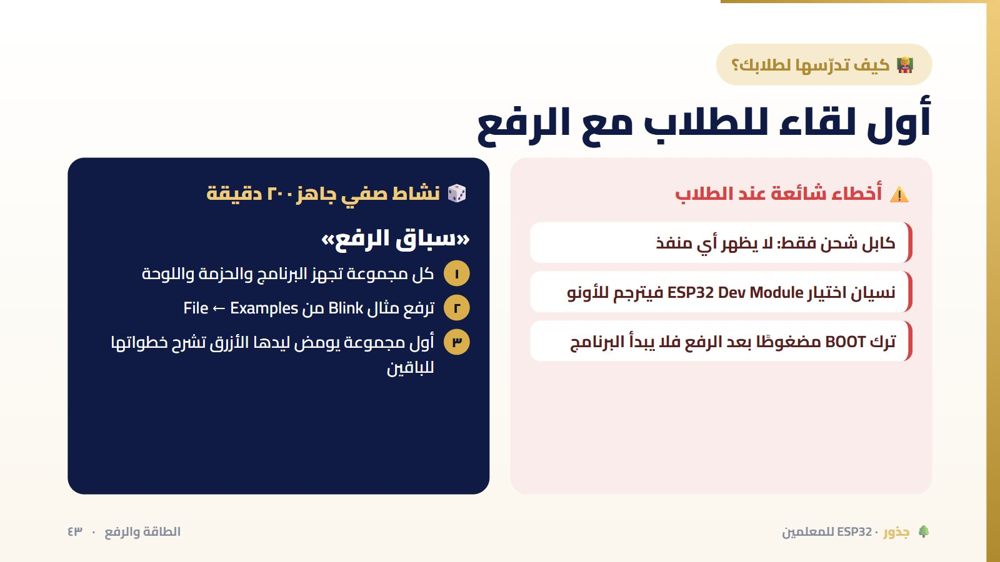 كيف تدرّسها لطلابك؟
أول لقاء للطلاب مع الرفع
أخطاء شائعة عند الطلاب
كابل شحن فقط: لا يظهر أي منفذ
نسيان اختيار ESP32 Dev Module فيترجم للأونو
ترك BOOT مضغوطًا بعد الرفع فلا يبدأ البرنامج
نشاط صفي جاهز · ٢٠ دقيقة
«سباق الرفع»
١ كل مجموعة تجهز البرنامج والحزمة واللوحة
٢ ترفع مثال Blink من File ← Examples
٣ أول مجموعة يومض ليدها الأزرق تشرح خطواتها
للباقين
جذور · ESP32 للمعلمين
الطاقة والرفع · ٤٣